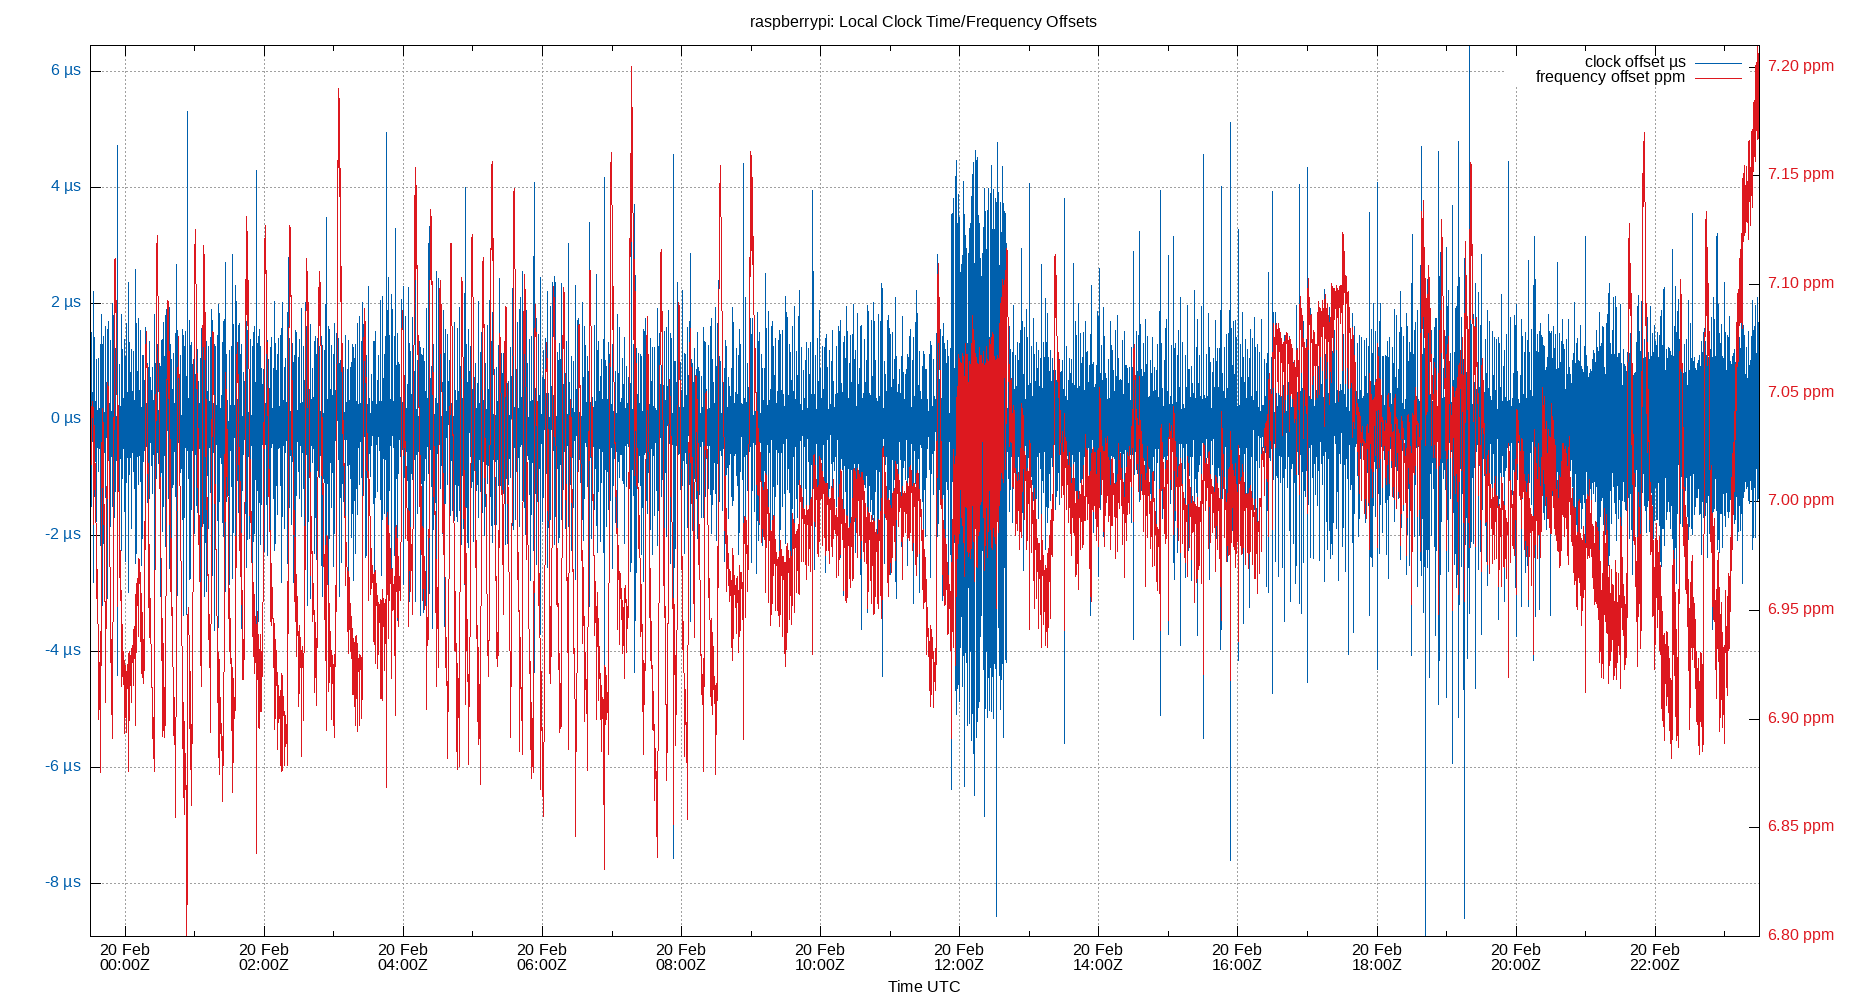 raspberrypi: Local Clock Time/Frequency Offsets
clock offset µs
frequency offset ppm
6 µs
4 µs
2 µs
0 µs
-2 µs
-4 µs
-6 µs
-8 µs
7.20 ppm
7.15 ppm
7.10 ppm
7.05 ppm
7.00 ppm
6.95 ppm
6.90 ppm
6.85 ppm
6.80 ppm
20 Feb
00:00Z
20 Feb
02:00Z
20 Feb
04:00Z
20 Feb
06:00Z
20 Feb
08:00Z
20 Feb
10:00Z
20 Feb
12:00Z
20 Feb
14:00Z
20 Feb
16:00Z
20 Feb
18:00Z
20 Feb
20:00Z
20 Feb
22:00Z
Time UTC